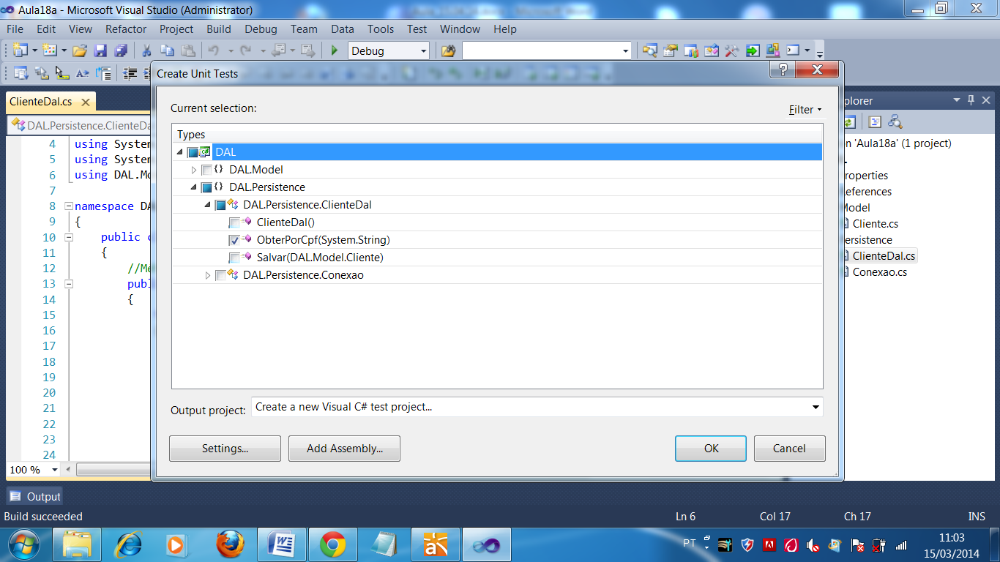 Aula18a - Microsoft Visual Studio (Administrator)
File Edit View Refactor Project Build Debug Team Data Tools Test Window Help
Debug
Create Unit Tests
ClienteDal.cs
plorer
DAL.Persistence.ClienteDa
Current selection:
Filter
Types
DAL
DAL.Model
DAL.Persistence
DAL.Persistence.ClienteDal
ClienteDal()
ObterPorCpf(System.String)
Salvar(DAL.Model.Cliente)
DAL.Persistence.Conexao
Output project: Create a new Visual C# test project...
Settings... Add Assembly... OK Cancel
4 using System
5 using System
6 using DAL.Mo
7
8 namespace DA
9 {
10 public c
11 {
12 //Me
13 publ
14 {
15
16
17
18
19
20
21
22
23
24
100 %
n 'Aula18a' (1 project)
roperties
eferences
Model
Cliente.cs
ersistence
ClienteDal.cs
Conexao.cs
Output
Build succeeded Ln 6 Col 17 Ch 17 INS
PT
11:03
15/03/2014